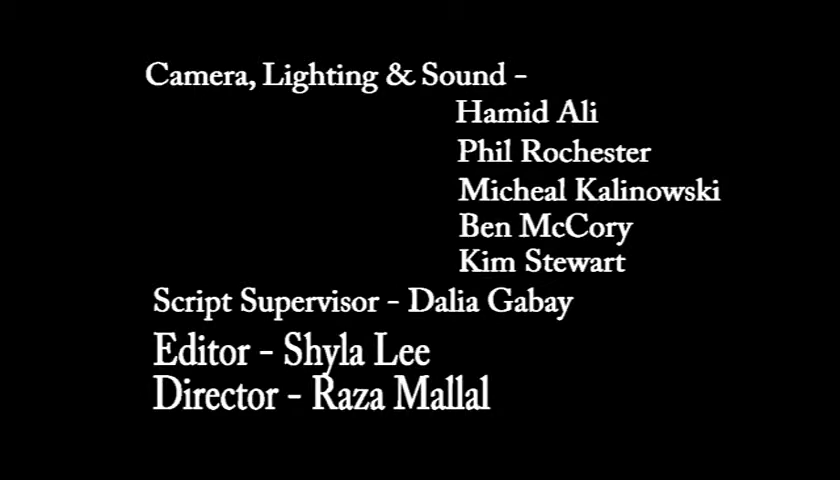 Camera, Lighting & Sound -
Hamid Ali
Phil Rochester
Micheal Kalinowski
Ben McCory
Kim Stewart
Script Supervisor - Dalia Gabay
Editor - Shyla Lee
Director - Raza Mallal